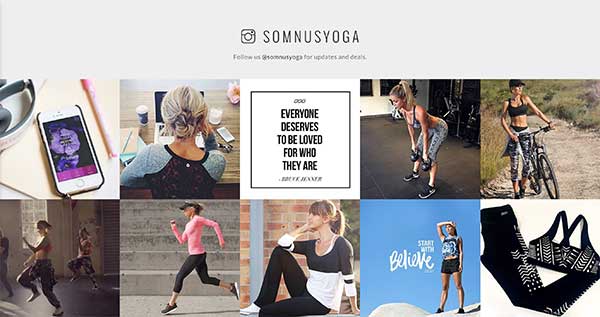 SOMNUSYOGA
Follow us @somnusyoga for updates and deals.
EVERYONE
DESERVES
TO BE LOVED
FOR WHO
THEY ARE
- BRUCE JENNER
START
WITH
Believe